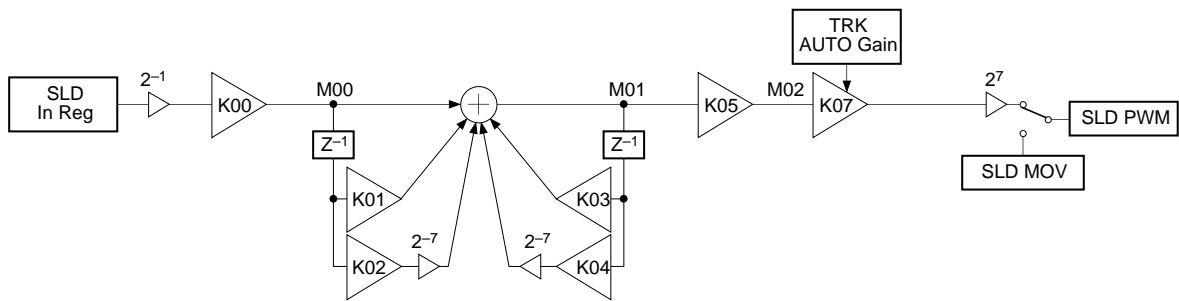 TRK
AUTO Gain
SLD
In Reg
2–1
K00
M00
M01
K05
M02
K07
27
SLD PWM
SLD MOV
Z–1
Z–1
K01
K03
K02
2–7
2–7
K04